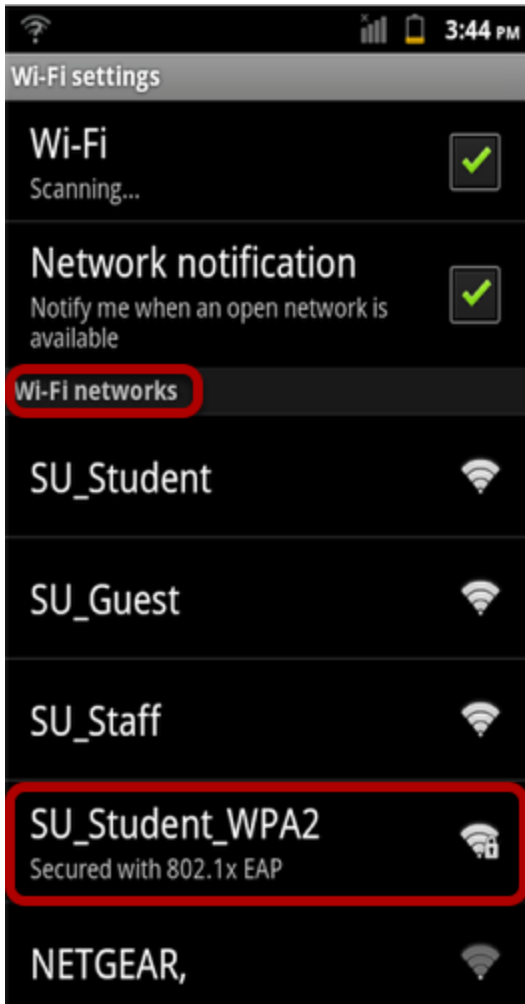 3:44 PM
Wi-Fi settings
Wi-Fi
Scanning...
Network notification
Notify me when an open network is
available
Wi-Fi networks
SU_Student
SU_Guest
SU_Staff
SU_Student_WPA2
Secured with 802.1x EAP
NETGEAR,